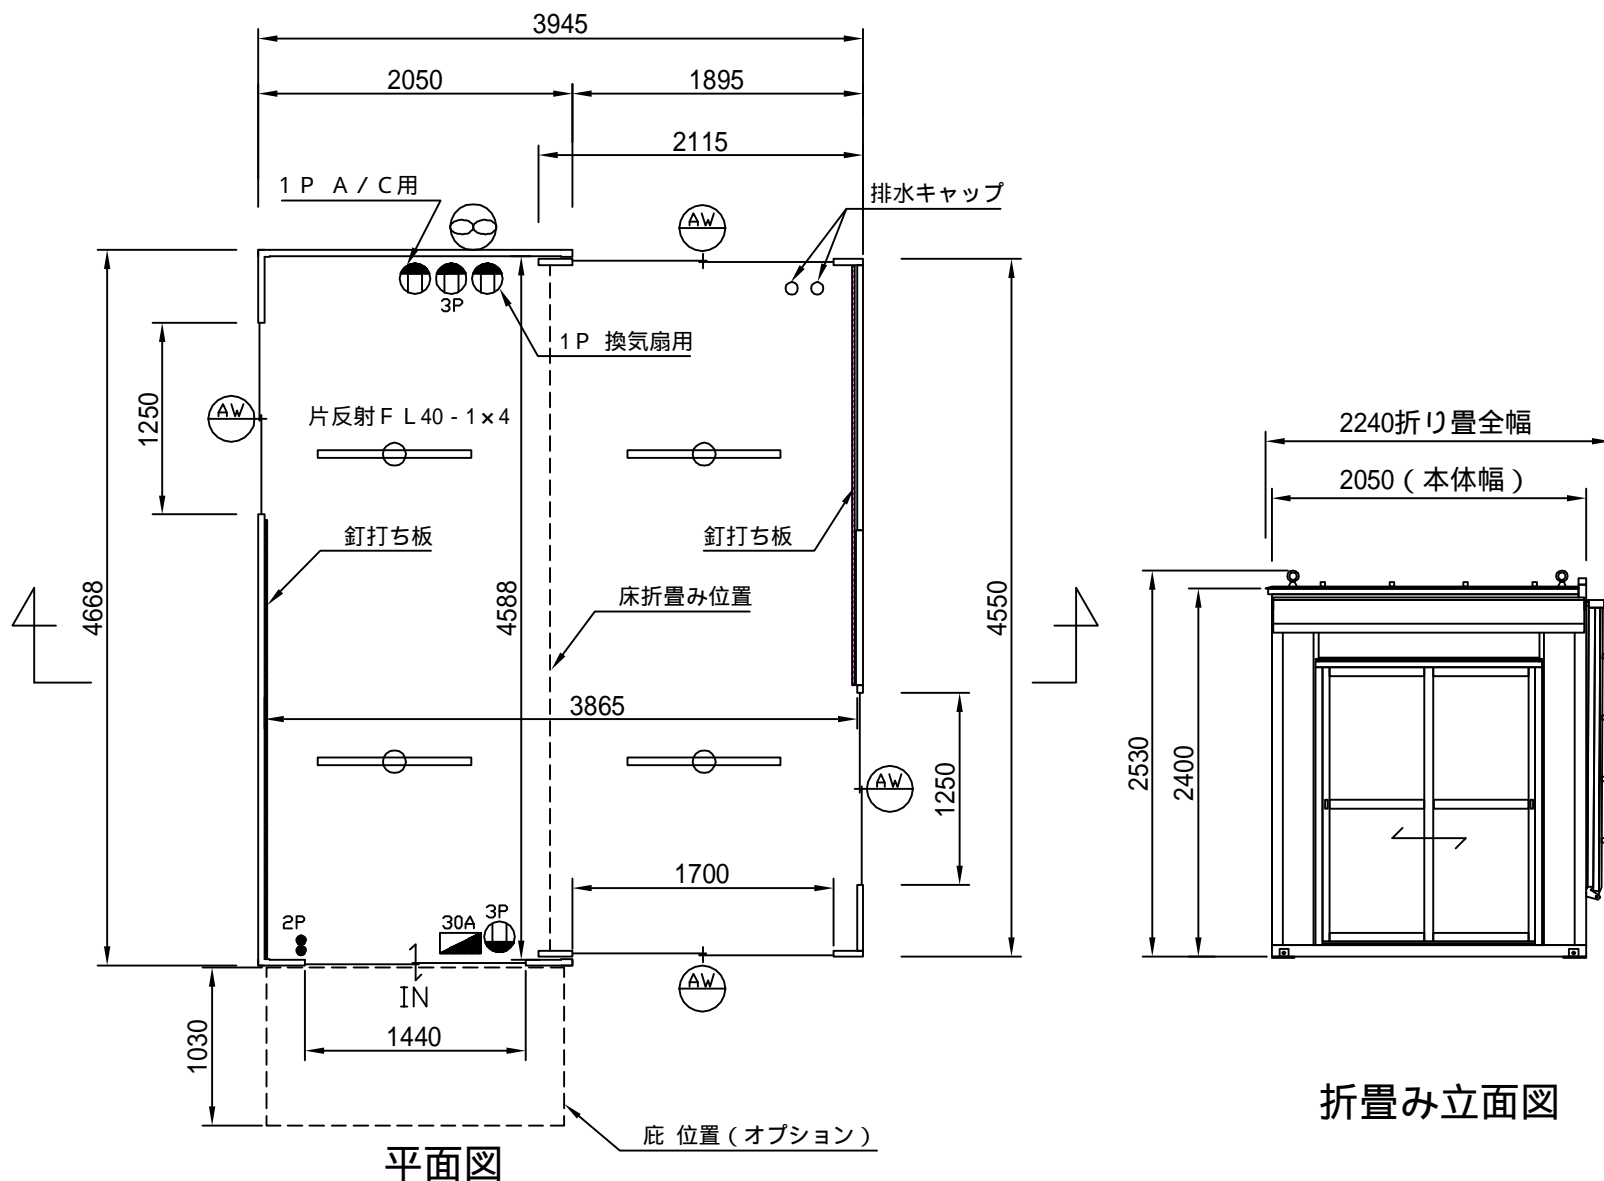 3945
2050
1895
2115
1P A/C用
排水キャップ
AW
3P
1P 換気扇用
1250
AW
片反射FL40-1×4
2240折り畳全幅
2050(本体幅)
釘打ち板
釘打ち板
4668
4588
床折畳み位置
4550
3865
2530
2400
1250
AW
1700
2P
30A
3P
AW
IN
1440
1030
庇 位置(オプション)
平面図
折畳み立面図